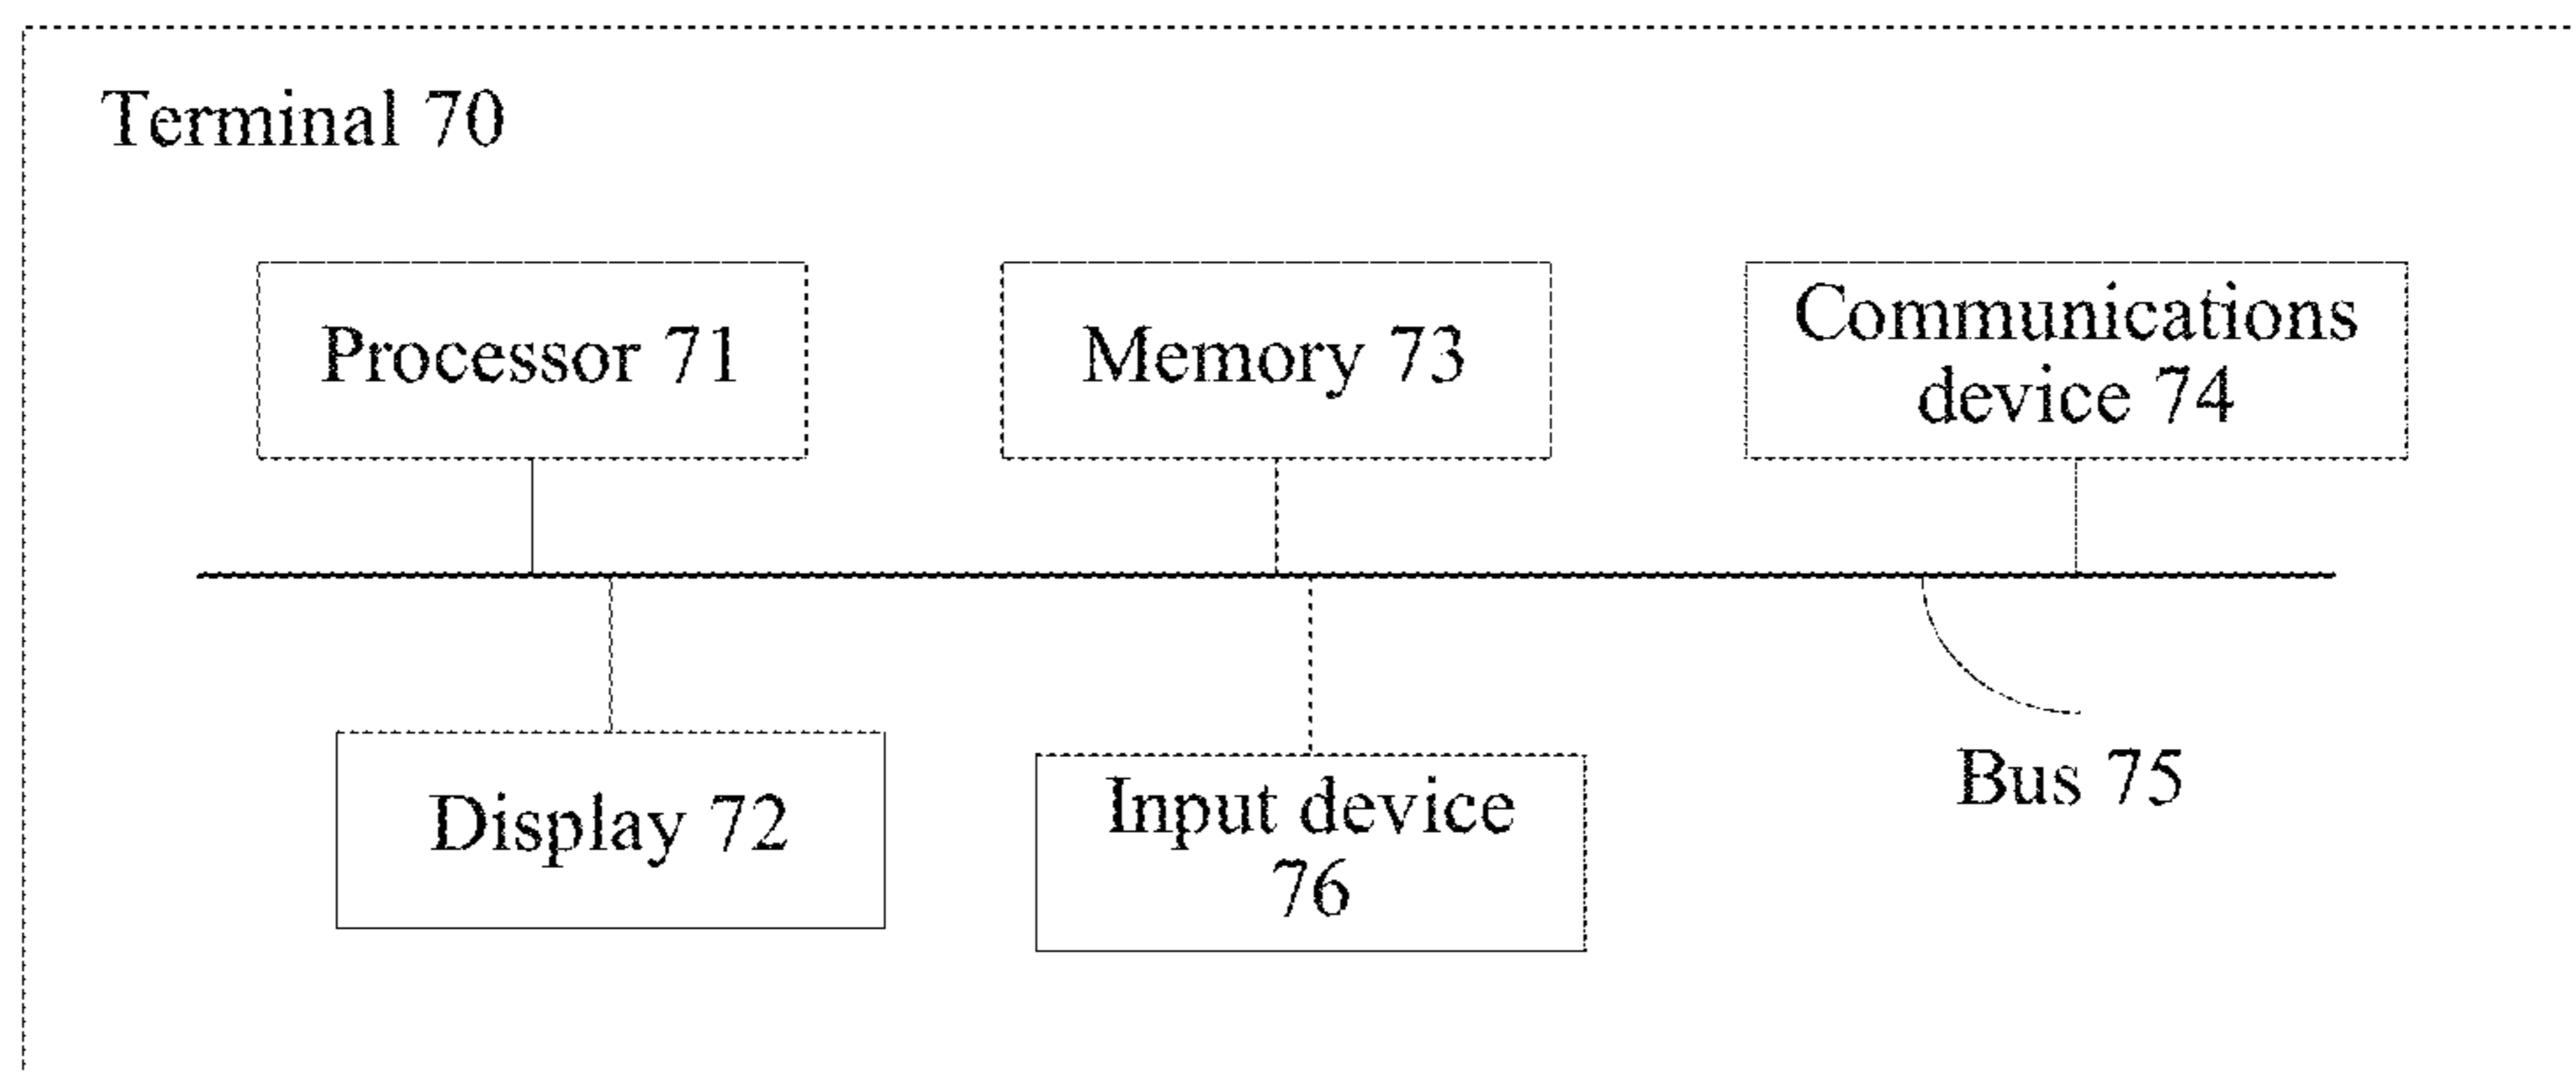 Terminal 70
Processor 71
Memory 73
Communications
device 74
Display 72
Input device
76
Bus 75